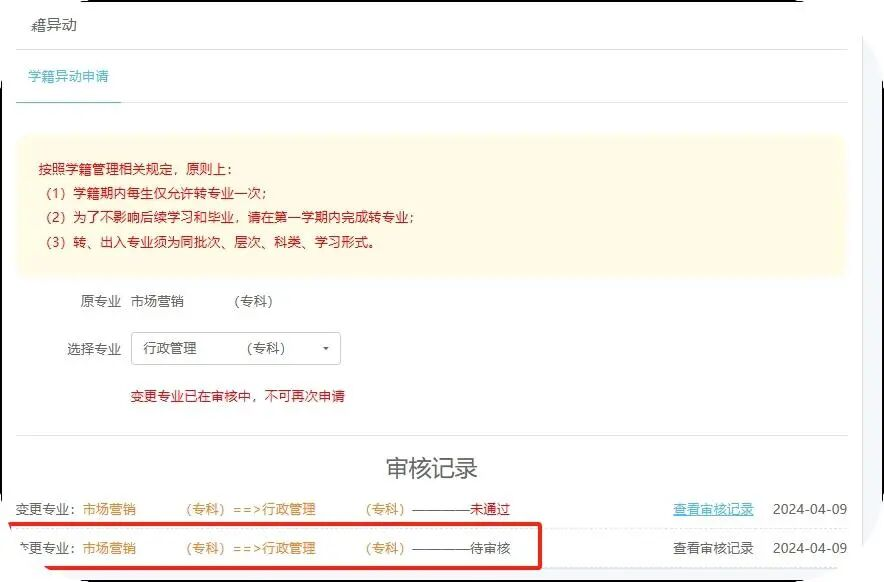 籍异动
学籍异动申请
按照学籍管理相关规定，原则上：
（1）学籍期内每生仅允许转专业一次；
（2）为了不影响后续学习和毕业，请在第一学期内完成转专业；
（3）转、出入专业须为同批次、层次、科类、学习形式。
原专业 市场营销 （专科）
选择专业 行政管理 （专科）
变更专业已在审核中，不可再次申请
审核记录
变更专业：市场营销 （专科）==>行政管理 （专科）————未通过 查看审核记录 2024-04-09
变更专业：市场营销 （专科）==>行政管理 （专科）————待审核 查看审核记录 2024-04-09